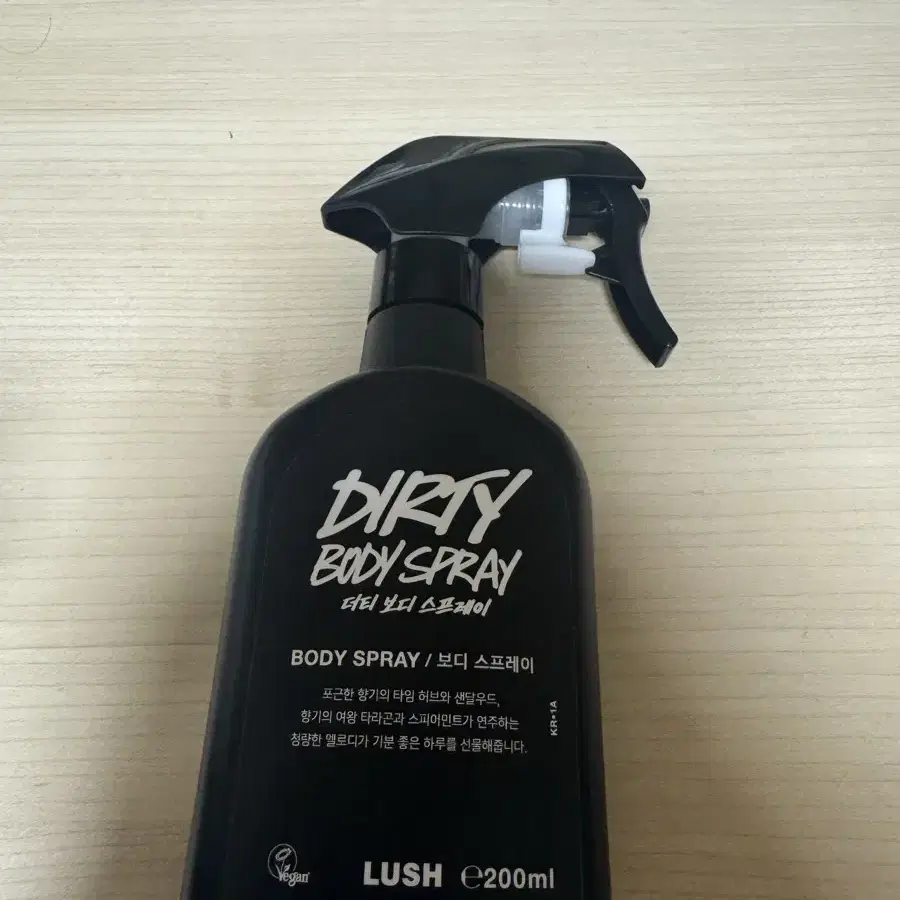 DIRTY
BODY SPRAY
더티 보디 스프레이
BODY SPRAY / 보디 스프레이
포근한 향기의 타임 허브와 샌달우드,
향기의 여왕 타라곤과 스피어민트가 연주하는
청량한 멜로디가 기분 좋은 하루를 선물해줍니다.
KR•1A
Vegan
LUSH ℮200ml